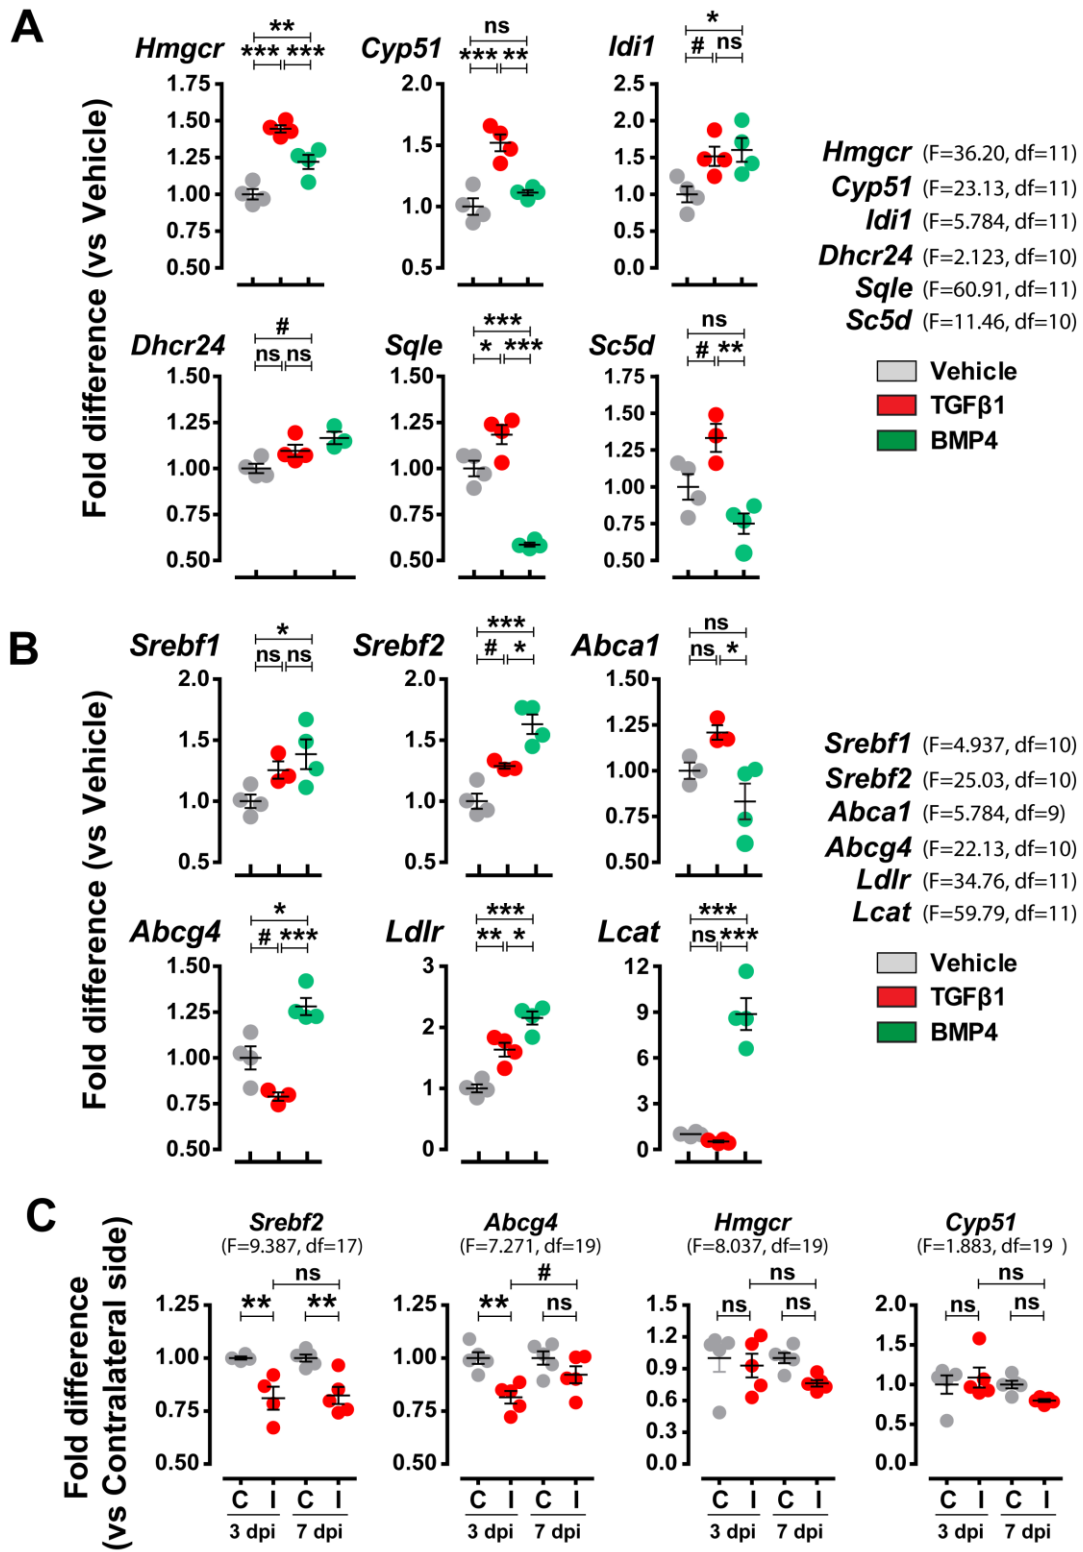 A
Fold difference (vs Vehicle)
Hmgcr
**
*** ***
1.75
1.50
1.25
1.00
0.75
0.50
Cyp51
ns
*** **
2.0
1.5
1.0
0.5
Idi1
*
# ns
2.5
2.0
1.5
1.0
0.5
0.0
Hmgcr (F=36.20, df=11)
Cyp51 (F=23.13, df=11)
Idi1 (F=5.784, df=11)
Dhcr24 (F=2.123, df=10)
Sqle (F=60.91, df=11)
Sc5d (F=11.46, df=10)
Vehicle
TGFβ1
BMP4
Dhcr24
#
ns ns
1.50
1.25
1.00
0.75
0.50
Sqle
***
* ***
1.50
1.25
1.00
0.75
0.50
Sc5d
ns
# **
1.75
1.50
1.25
1.00
0.75
0.50
B
Fold difference (vs Vehicle)
Srebf1
*
ns ns
2.0
1.5
1.0
0.5
Srebf2
***
# *
2.0
1.5
1.0
0.5
Abca1
ns
ns *
1.50
1.25
1.00
0.75
0.50
Srebf1 (F=4.937, df=10)
Srebf2 (F=25.03, df=10)
Abca1 (F=5.784, df=9)
Abcg4 (F=22.13, df=10)
Ldlr (F=34.76, df=11)
Lcat (F=59.79, df=11)
Vehicle
TGFβ1
BMP4
Abcg4
*
# ***
1.50
1.25
1.00
0.75
0.50
Ldlr
***
** *
3
2
1
0
Lcat
***
ns ***
12
9
6
3
0
C
Fold difference
(vs Contralateral side)
Srebf2
(F=9.387, df=17)
ns
** **
1.25
1.00
0.75
0.50
C I C I
3 dpi 7 dpi
Abcg4
(F=7.271, df=19)
#
** ns
1.25
1.00
0.75
0.50
C I C I
3 dpi 7 dpi
Hmgcr
(F=8.037, df=19)
ns
ns ns
1.5
1.2
0.9
0.6
0.3
0.0
C I C I
3 dpi 7 dpi
Cyp51
(F=1.883, df=19 )
ns
ns ns
2.0
1.5
1.0
0.5
0.0
C I C I
3 dpi 7 dpi